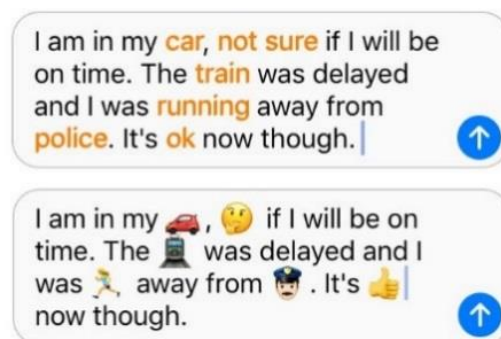 I am in my car, not sure if I will be
on time. The train was delayed
and I was running away from
police. It's ok now though.
I am in my 🚗, 🤔 if I will be on
time. The 🚆 was delayed and I
was 🏃‍♂️ away from 👮🏻‍♂️. It's 👍
now though.